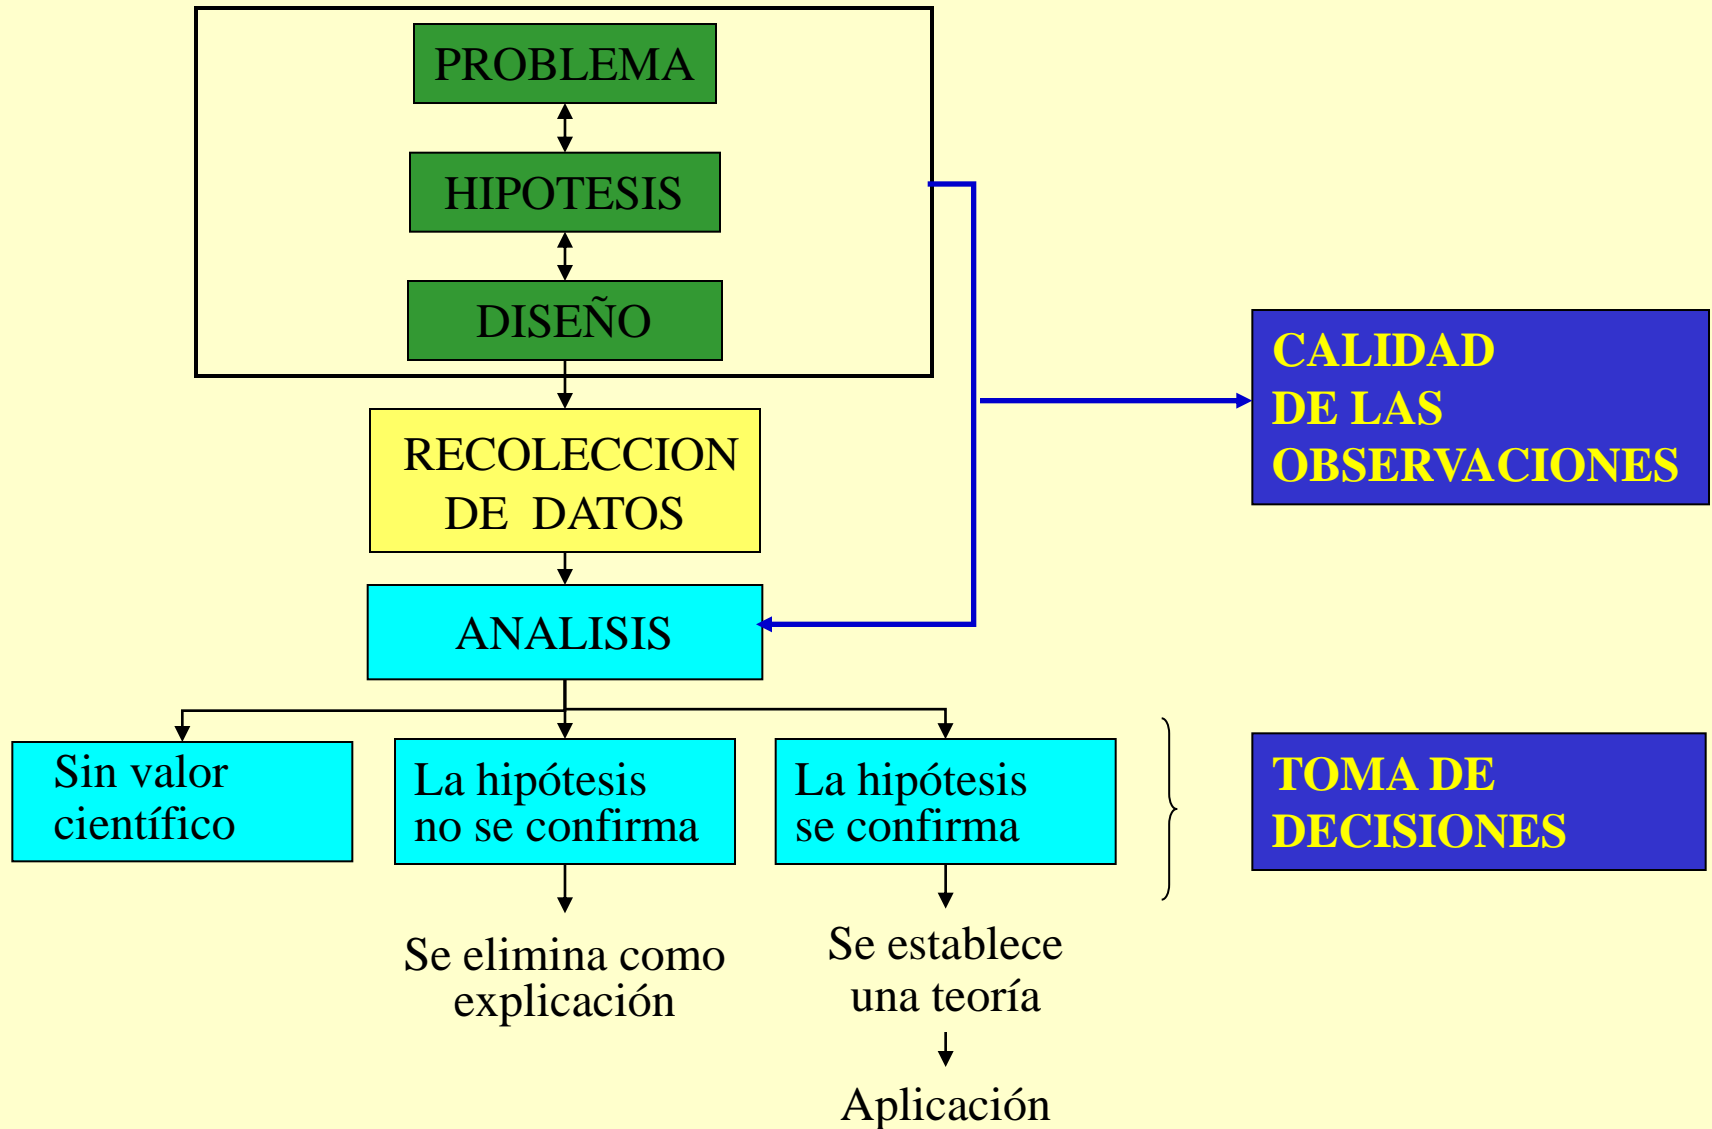 PROBLEMA
HIPOTESIS
DISEÑO
RECOLECCION
DE DATOS
ANALISIS
CALIDAD
DE LAS
OBSERVACIONES
Sin valor
científico
La hipótesis
no se confirma
La hipótesis
se confirma
TOMA DE
DECISIONES
Se elimina como
explicación
Se establece
una teoría
Aplicación